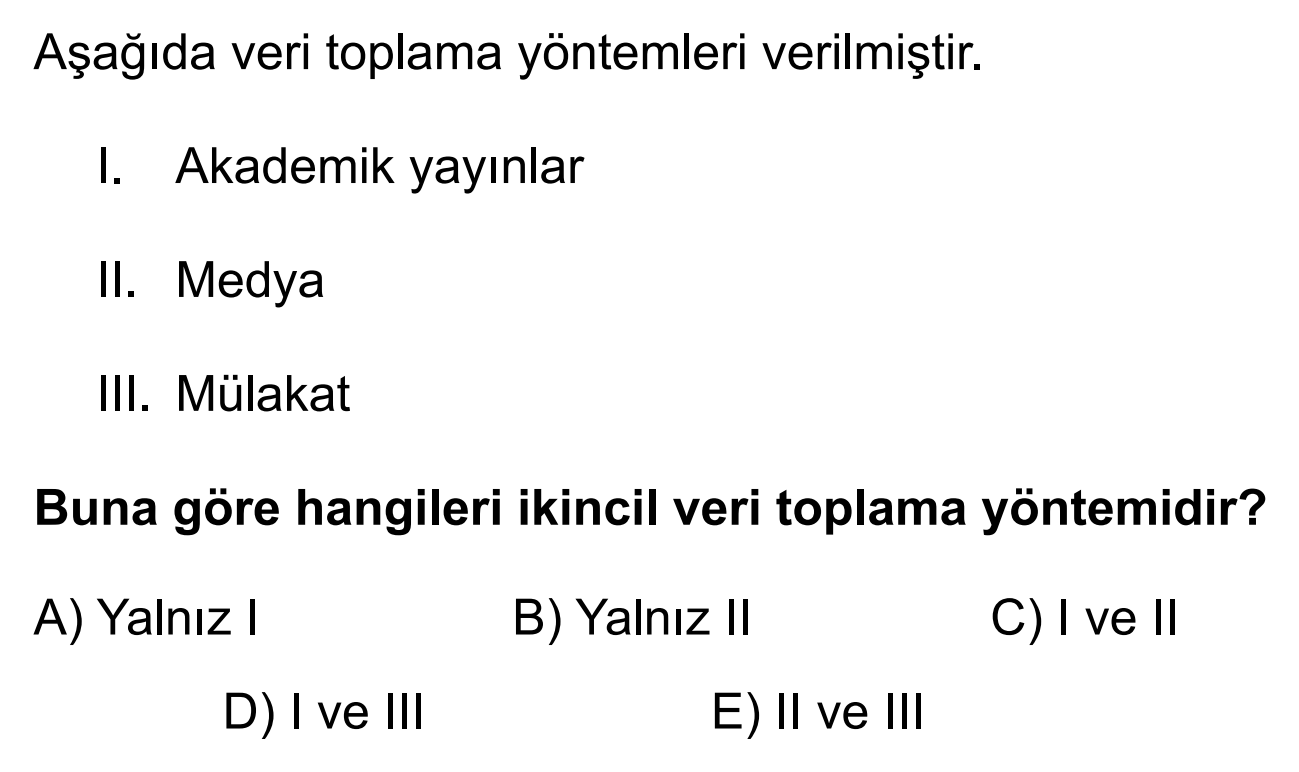 Aşağıda veri toplama yöntemleri verilmiştir.
I. Akademik yayınlar
II. Medya
III. Mülakat
Buna göre hangileri ikincil veri toplama yöntemidir?
A) Yalnız I B) Yalnız II C) I ve II
D) I ve III E) II ve III